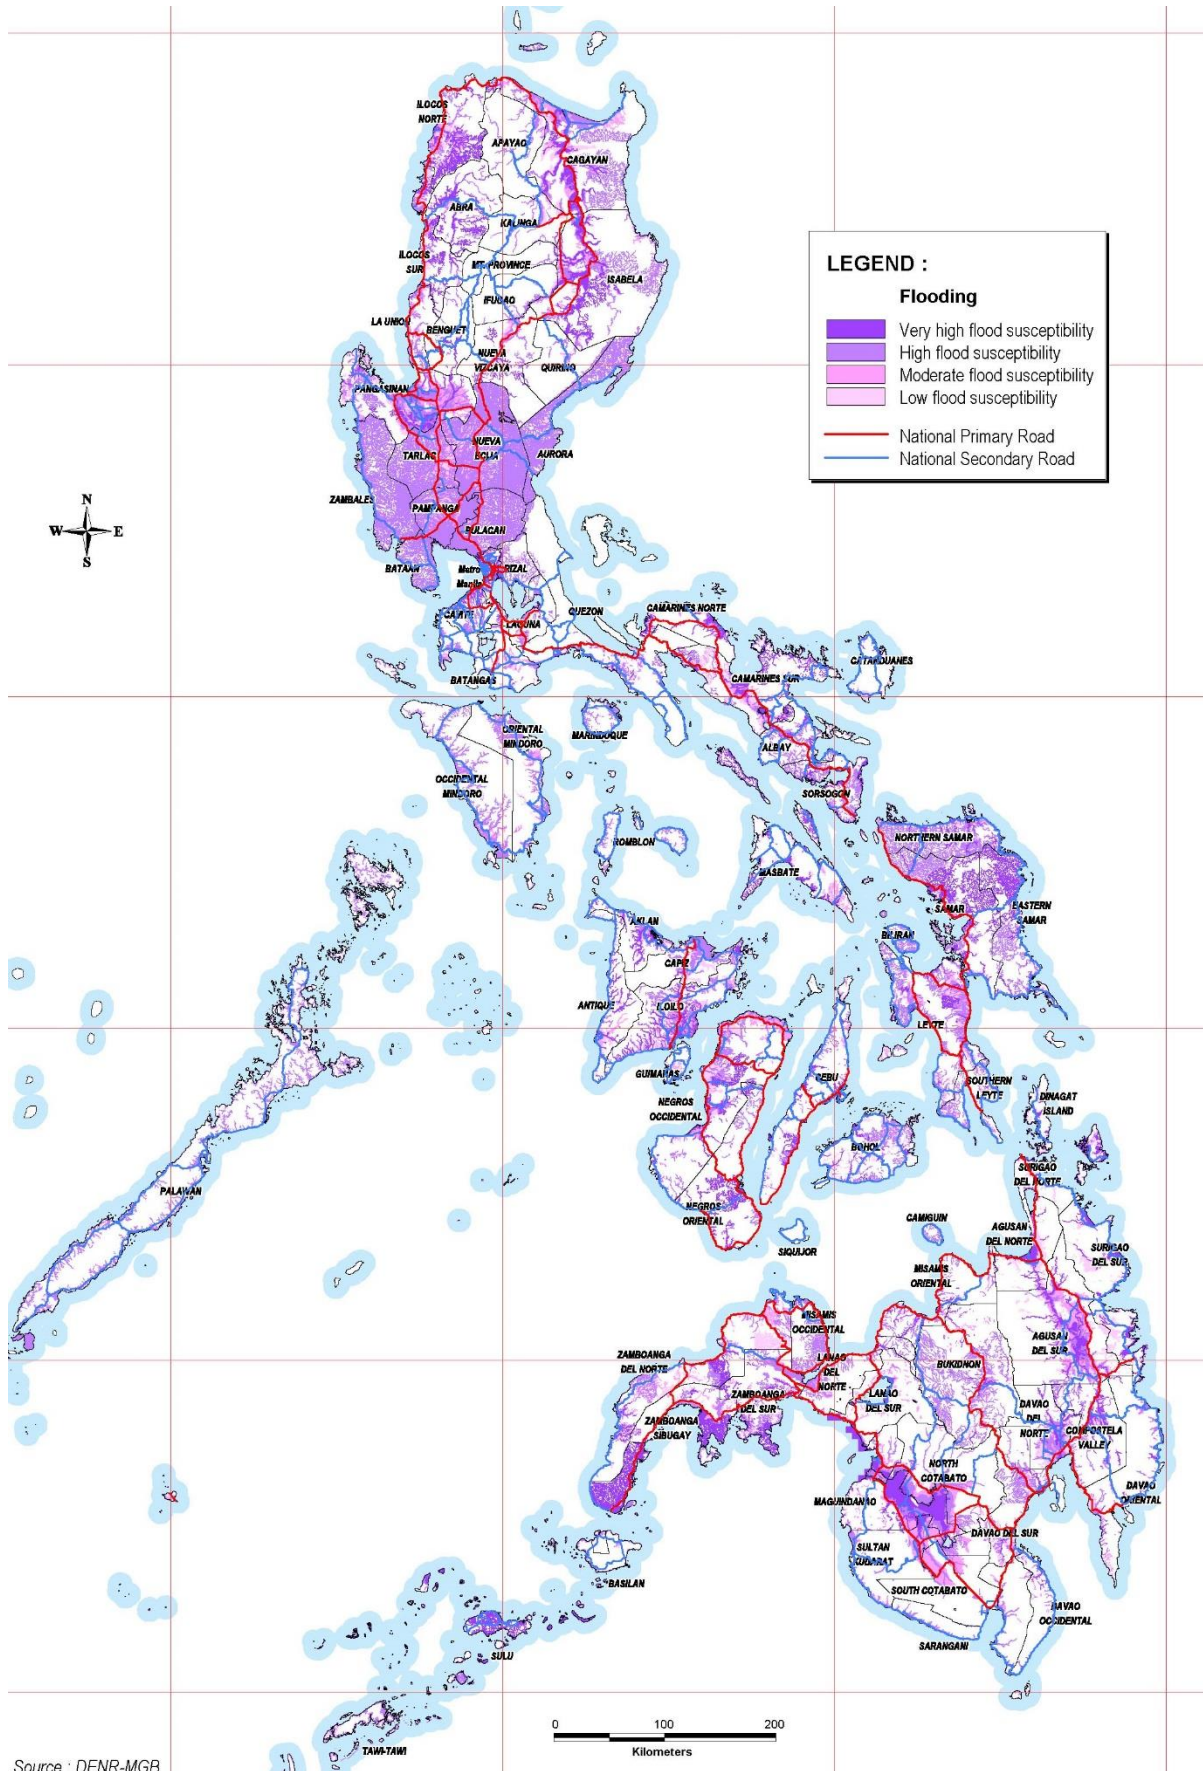 ILOCOS
NORTE
APAYAO
CAGAYAN
ABRA
KALINGA
ILOCOS
SUR
MT. PROVINCE
ISABELA
IFUGAO
LA UNION
BENGUET
NUEVA
VIZCAYA
QUIRINO
PANGASINAN
NUEVA
ECIJA
TARLAC
AURORA
ZAMBALES
PAMPANGA
BULACAN
BATAAN
Metro
Manila
RIZAL
CAVITE
LAGUNA
QUEZON
BATANGAS
CAMARINES NORTE
CAMARINES SUR
CATANDUANES
ALBAY
SORSOGON
MARINDUQUE
ORIENTAL
MINDORO
OCCIDENTAL
MINDORO
ROMBLON
MASBATE
NORTHERN SAMAR
SAMAR
EASTERN
SAMAR
BILIRAN
AKLAN
CAPIZ
ANTIQUE
ILOILO
LEYTE
GUIMARAS
NEGROS
OCCIDENTAL
CEBU
SOUTHERN
LEYTE
DINAGAT
ISLAND
BOHOL
PALAWAN
NEGROS
ORIENTAL
SIQUIJOR
CAMIGUIN
SURIGAO
DEL NORTE
AGUSAN
DEL NORTE
SURIGAO
DEL SUR
MISAMIS
ORIENTAL
MISAMIS
OCCIDENTAL
AGUSAN
DEL SUR
ZAMBOANGA
DEL NORTE
LANAO
DEL
NORTE
BUKIDNON
ZAMBOANGA
DEL SUR
LANAO
DEL SUR
DAVAO
DEL
NORTE
ZAMBOANGA
SIBUGAY
COMPOSTELA
VALLEY
NORTH
COTABATO
MAGUINDANAO
DAVAO
ORIENTAL
DAVAO DEL SUR
SULTAN
KUDARAT
BASILAN
SOUTH COTABATO
DAVAO
OCCIDENTAL
SARANGANI
SULU
TAWI-TAWI
LEGEND :
Flooding
Very high flood susceptibility
High flood susceptibility
Moderate flood susceptibility
Low flood susceptibility
National Primary Road
National Secondary Road
N
W E
S
0 100 200
Kilometers
Source : DENR-MGB